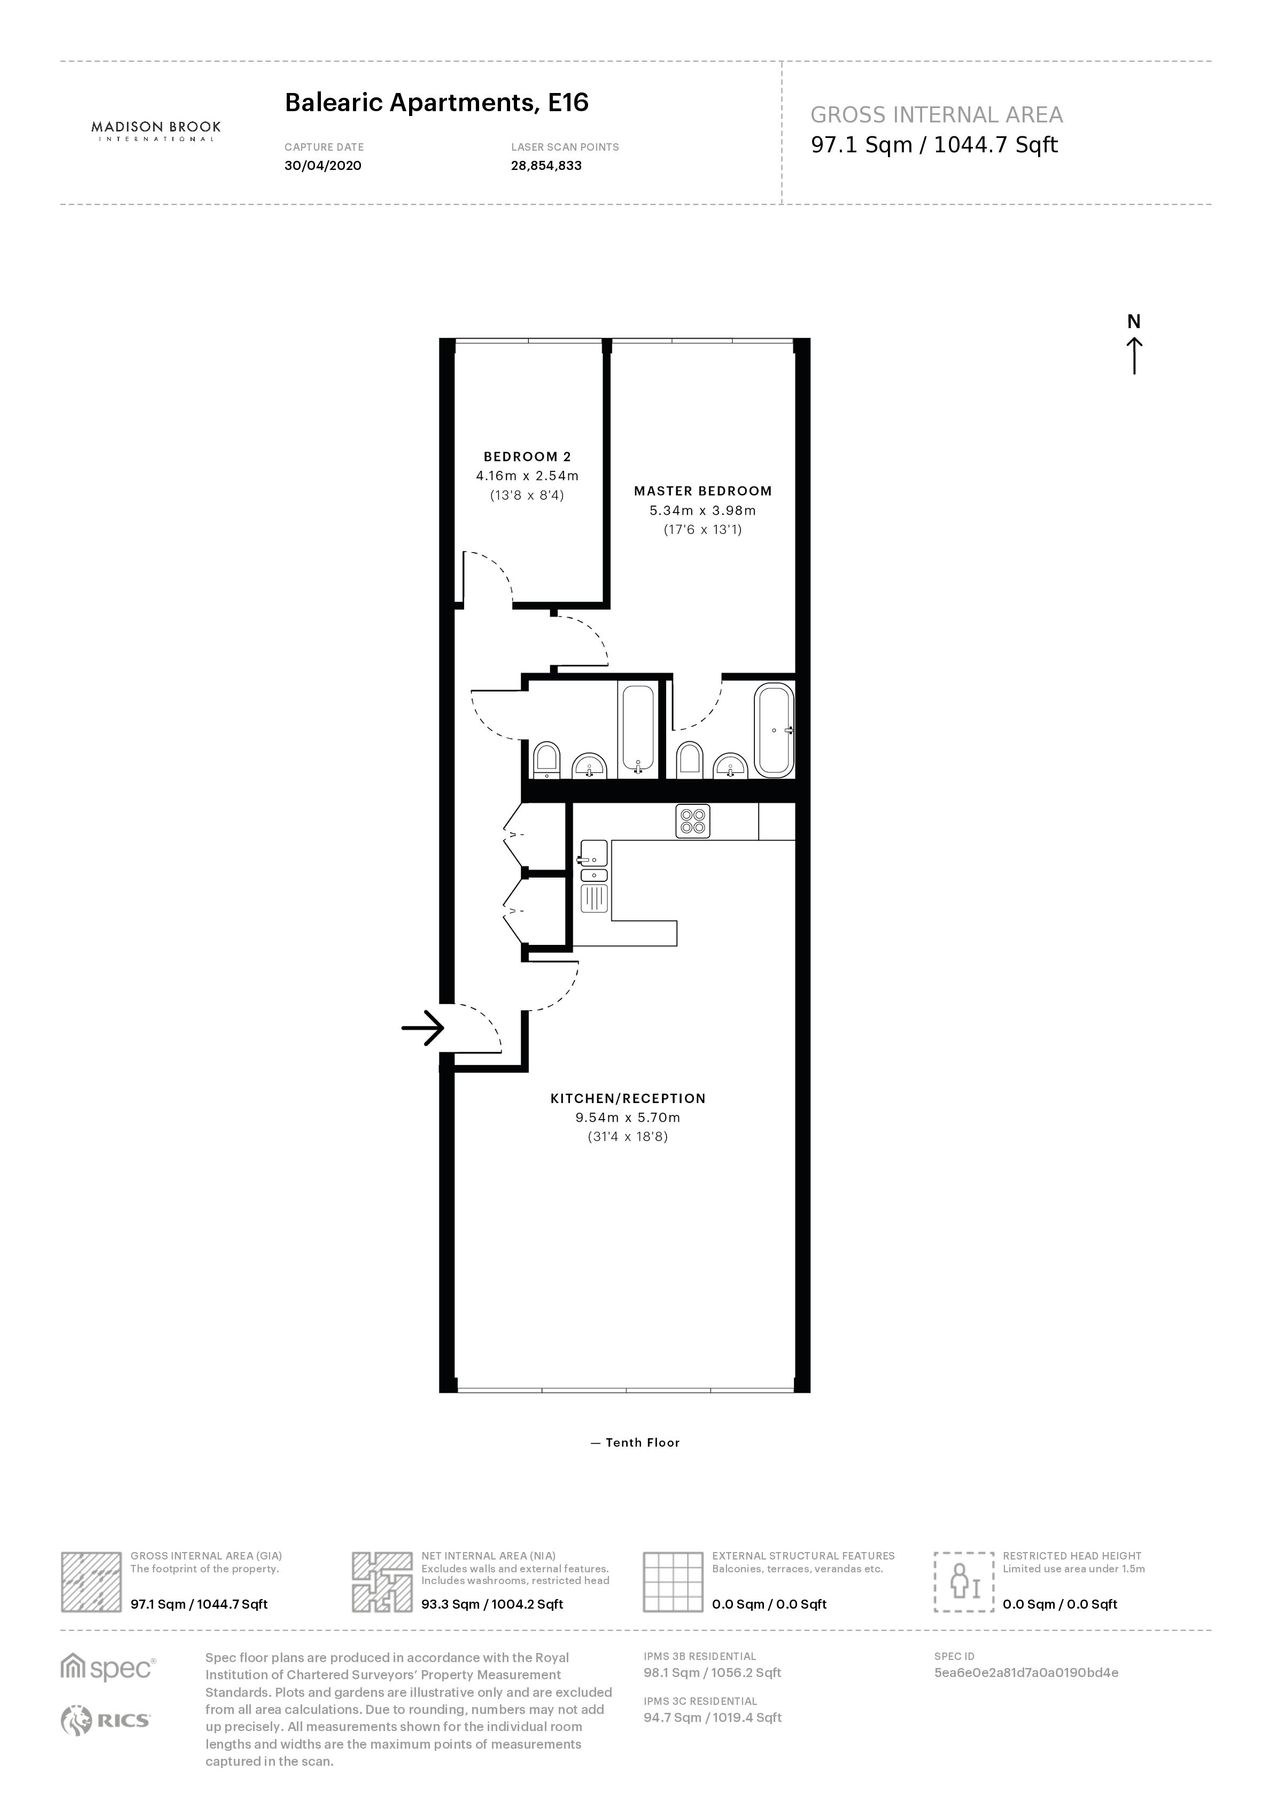 MADISON BROOK
INTERNATIONAL
Balearic Apartments, E16
CAPTURE DATE
30/04/2020
LASER SCAN POINTS
28,854,833
GROSS INTERNAL AREA
97.1 Sqm / 1044.7 Sqft
N
BEDROOM 2
4.16m x 2.54m
(13'8 x 8'4)
MASTER BEDROOM
5.34m x 3.98m
(17'6 x 13'1)
KITCHEN/RECEPTION
9.54m x 5.70m
(31'4 x 18'8)
— Tenth Floor
GROSS INTERNAL AREA (GIA)
The footprint of the property.
97.1 Sqm / 1044.7 Sqft
NET INTERNAL AREA (NIA)
Excludes walls and external features.
Includes washrooms, restricted head
93.3 Sqm / 1004.2 Sqft
EXTERNAL STRUCTURAL FEATURES
Balconies, terraces, verandas etc.
0.0 Sqm / 0.0 Sqft
RESTRICTED HEAD HEIGHT
Limited use area under 1.5m
0.0 Sqm / 0.0 Sqft
spec®
RICS
Spec floor plans are produced in accordance with the Royal
Institution of Chartered Surveyors’ Property Measurement
Standards. Plots and gardens are illustrative only and are excluded
from all area calculations. Due to rounding, numbers may not add
up precisely. All measurements shown for the individual room
lengths and widths are the maximum points of measurements
captured in the scan.
IPMS 3B RESIDENTIAL
98.1 Sqm / 1056.2 Sqft
IPMS 3C RESIDENTIAL
94.7 Sqm / 1019.4 Sqft
SPEC ID
5ea6e0e2a81d7a0a0190bd4e